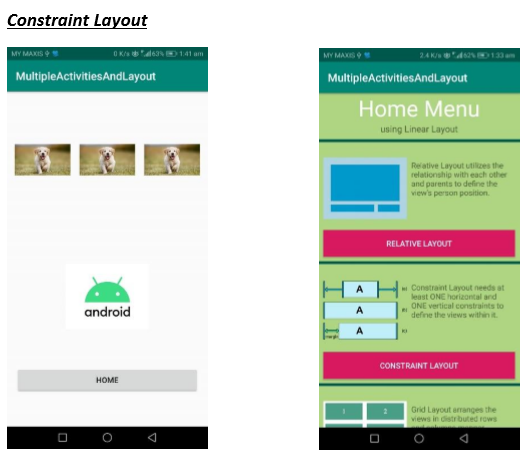 Constraint Layout
MY MAXIS
0 K/s 63% 1:41 am
MultipleActivitiesAndLayout
android
HOME
MY MAXIS
2.4 K/s 62% 1:33 am
MultipleActivitiesAndLayout
Home Menu
using Linear Layout
Relative Layout utilizes the
relationship with each other
and parents to define the
view's person position.
RELATIVE LAYOUT
A
A
A
Constraint Layout needs at
least ONE horizontal and
ONE vertical constraints to
define the views within it.
CONSTRAINT LAYOUT
1 2
Grid Layout arranges the
views in distributed rows